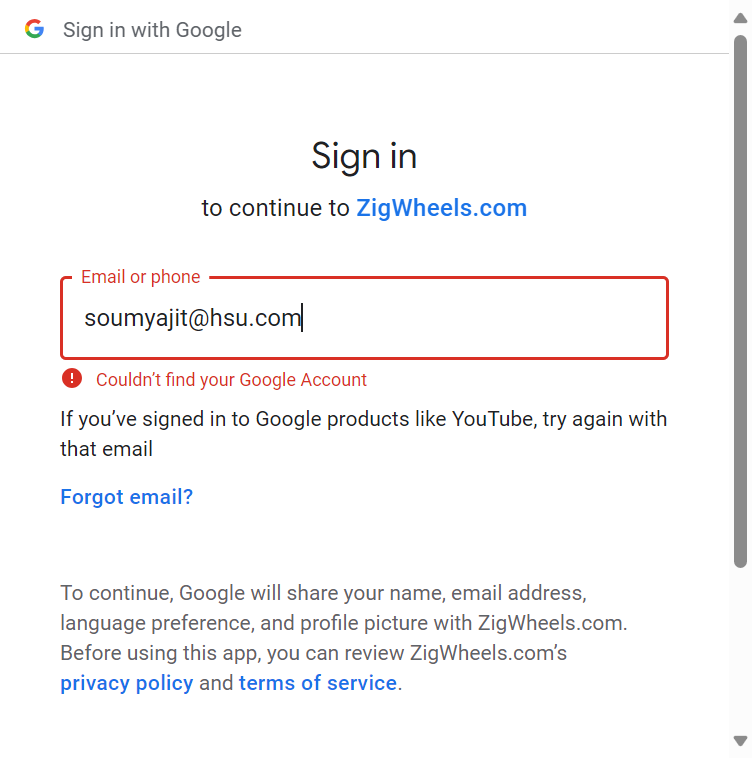 Sign in with Google
Sign in
to continue to ZigWheels.com
Email or phone
soumyajit@hsu.com
Couldn’t find your Google Account
If you’ve signed in to Google products like YouTube, try again with
that email
Forgot email?
To continue, Google will share your name, email address,
language preference, and profile picture with ZigWheels.com.
Before using this app, you can review ZigWheels.com’s
privacy policy and terms of service.